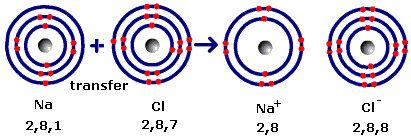 +
→
transfer
Na Cl Na⁺ Cl⁻
2,8,1 2,8,7 2,8 2,8,8